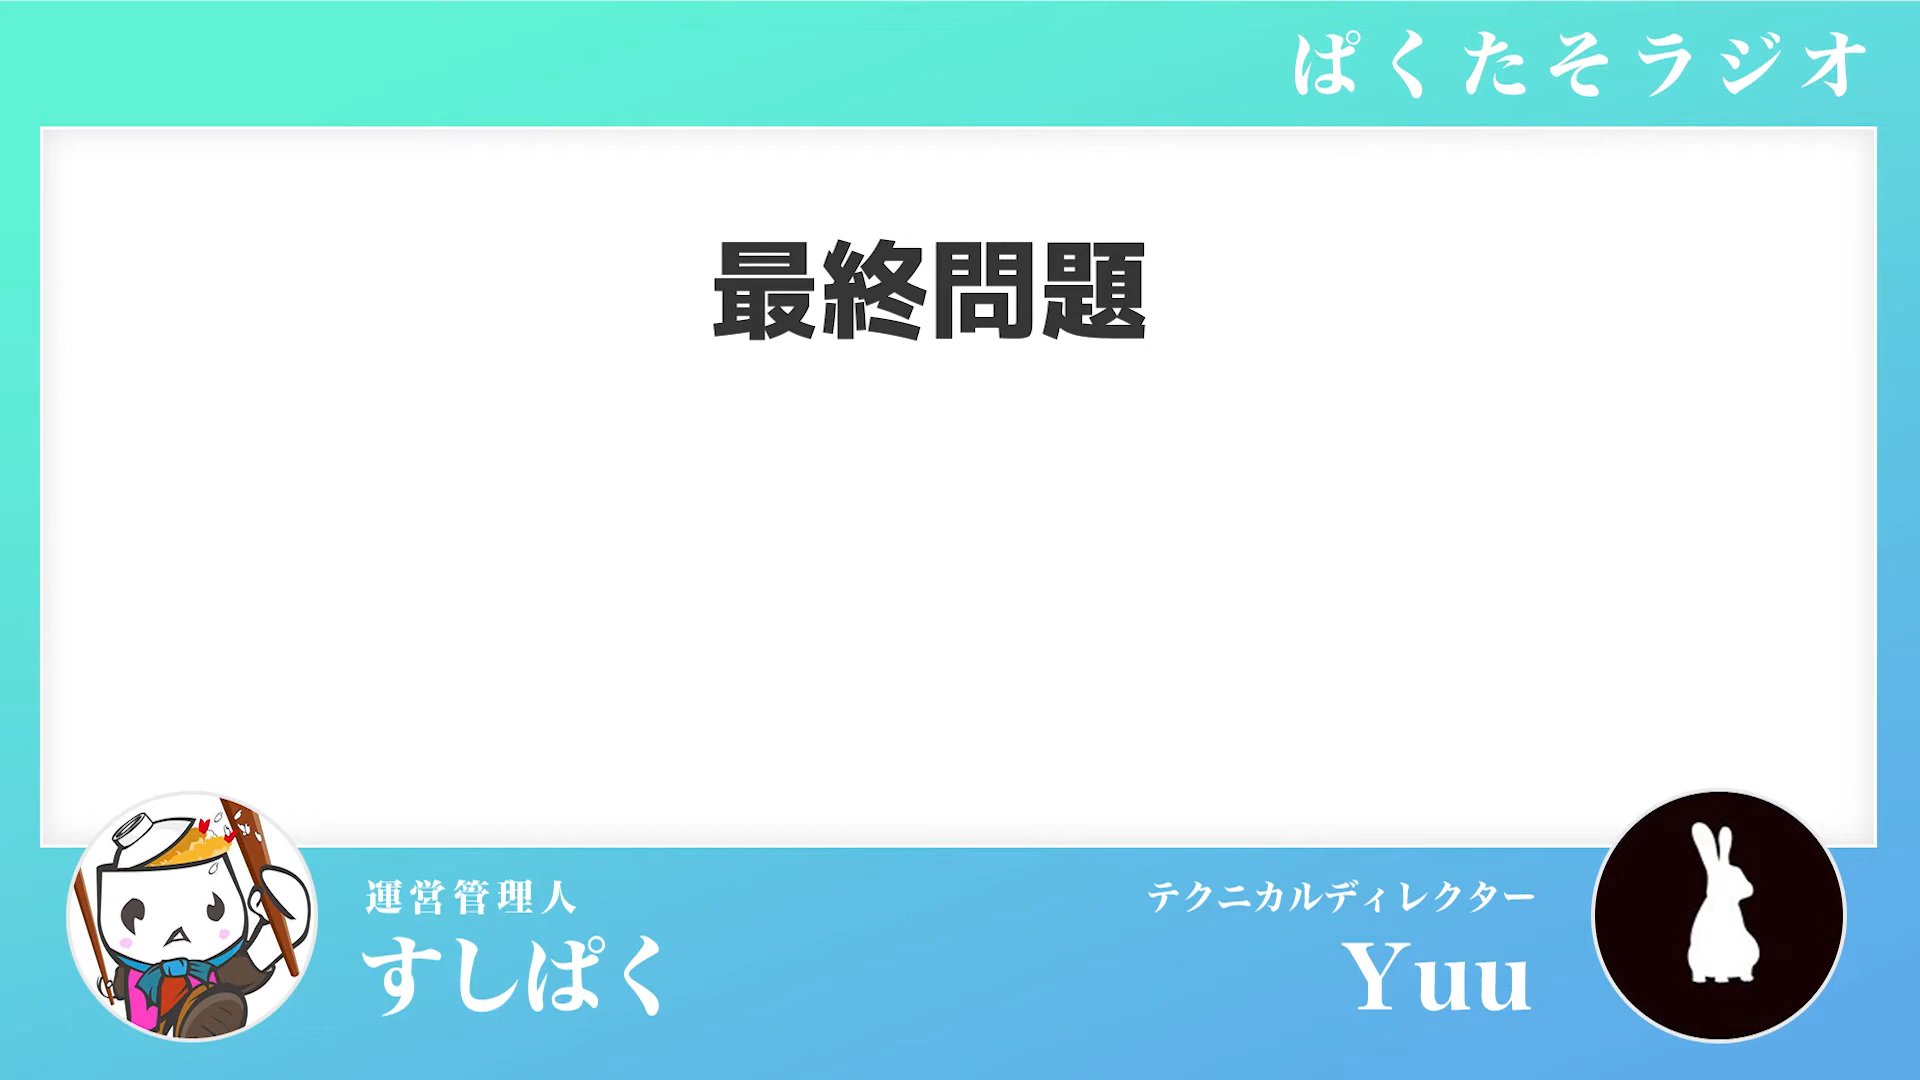 ぱくたそラジオ
最終問題
運営管理人
すしぱく
テクニカルディレクター
Yuu